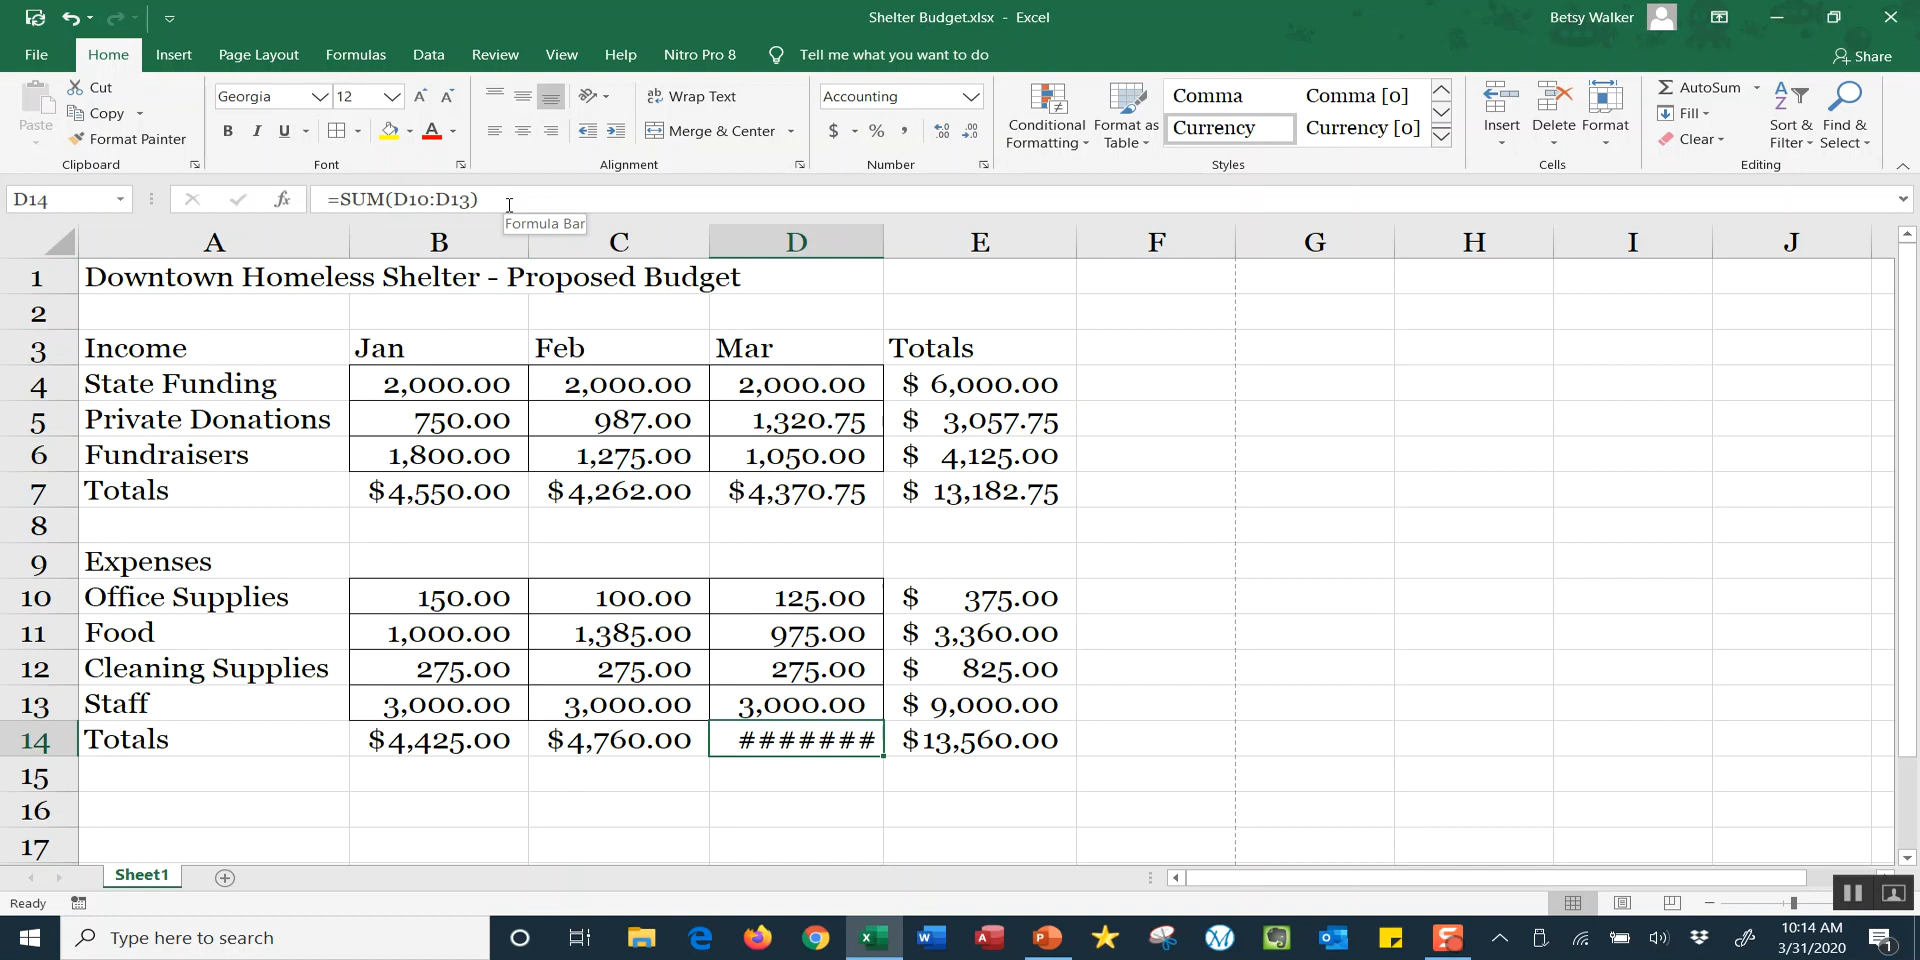 Shelter Budget.xlsx - Excel
Betsy Walker
File Home Insert Page Layout Formulas Data Review View Help Nitro Pro 8 Tell me what you want to do
Share
Paste
Cut
Copy
Format Painter
Clipboard
Georgia 12
B I U
Font
Wrap Text
Merge & Center
Alignment
Accounting
$ % ,
Number
Conditional Formatting
Format as Table
Comma Comma [0]
Currency Currency [0]
Styles
Insert Delete Format
Cells
AutoSum
Fill
Clear
Sort & Filter
Find & Select
Editing
D14 fx =SUM(D10:D13)
Formula Bar
A B C D E F G H I J
1 Downtown Homeless Shelter - Proposed Budget
2
3 Income Jan Feb Mar Totals
4 State Funding 2,000.00 2,000.00 2,000.00 $ 6,000.00
5 Private Donations 750.00 987.00 1,320.75 $ 3,057.75
6 Fundraisers 1,800.00 1,275.00 1,050.00 $ 4,125.00
7 Totals $4,550.00 $4,262.00 $4,370.75 $ 13,182.75
8
9 Expenses
10 Office Supplies 150.00 100.00 125.00 $ 375.00
11 Food 1,000.00 1,385.00 975.00 $ 3,360.00
12 Cleaning Supplies 275.00 275.00 275.00 $ 825.00
13 Staff 3,000.00 3,000.00 3,000.00 $ 9,000.00
14 Totals $4,425.00 $4,760.00 ####### $13,560.00
15
16
17
Sheet1
Ready
Type here to search
10:14 AM
3/31/2020
1